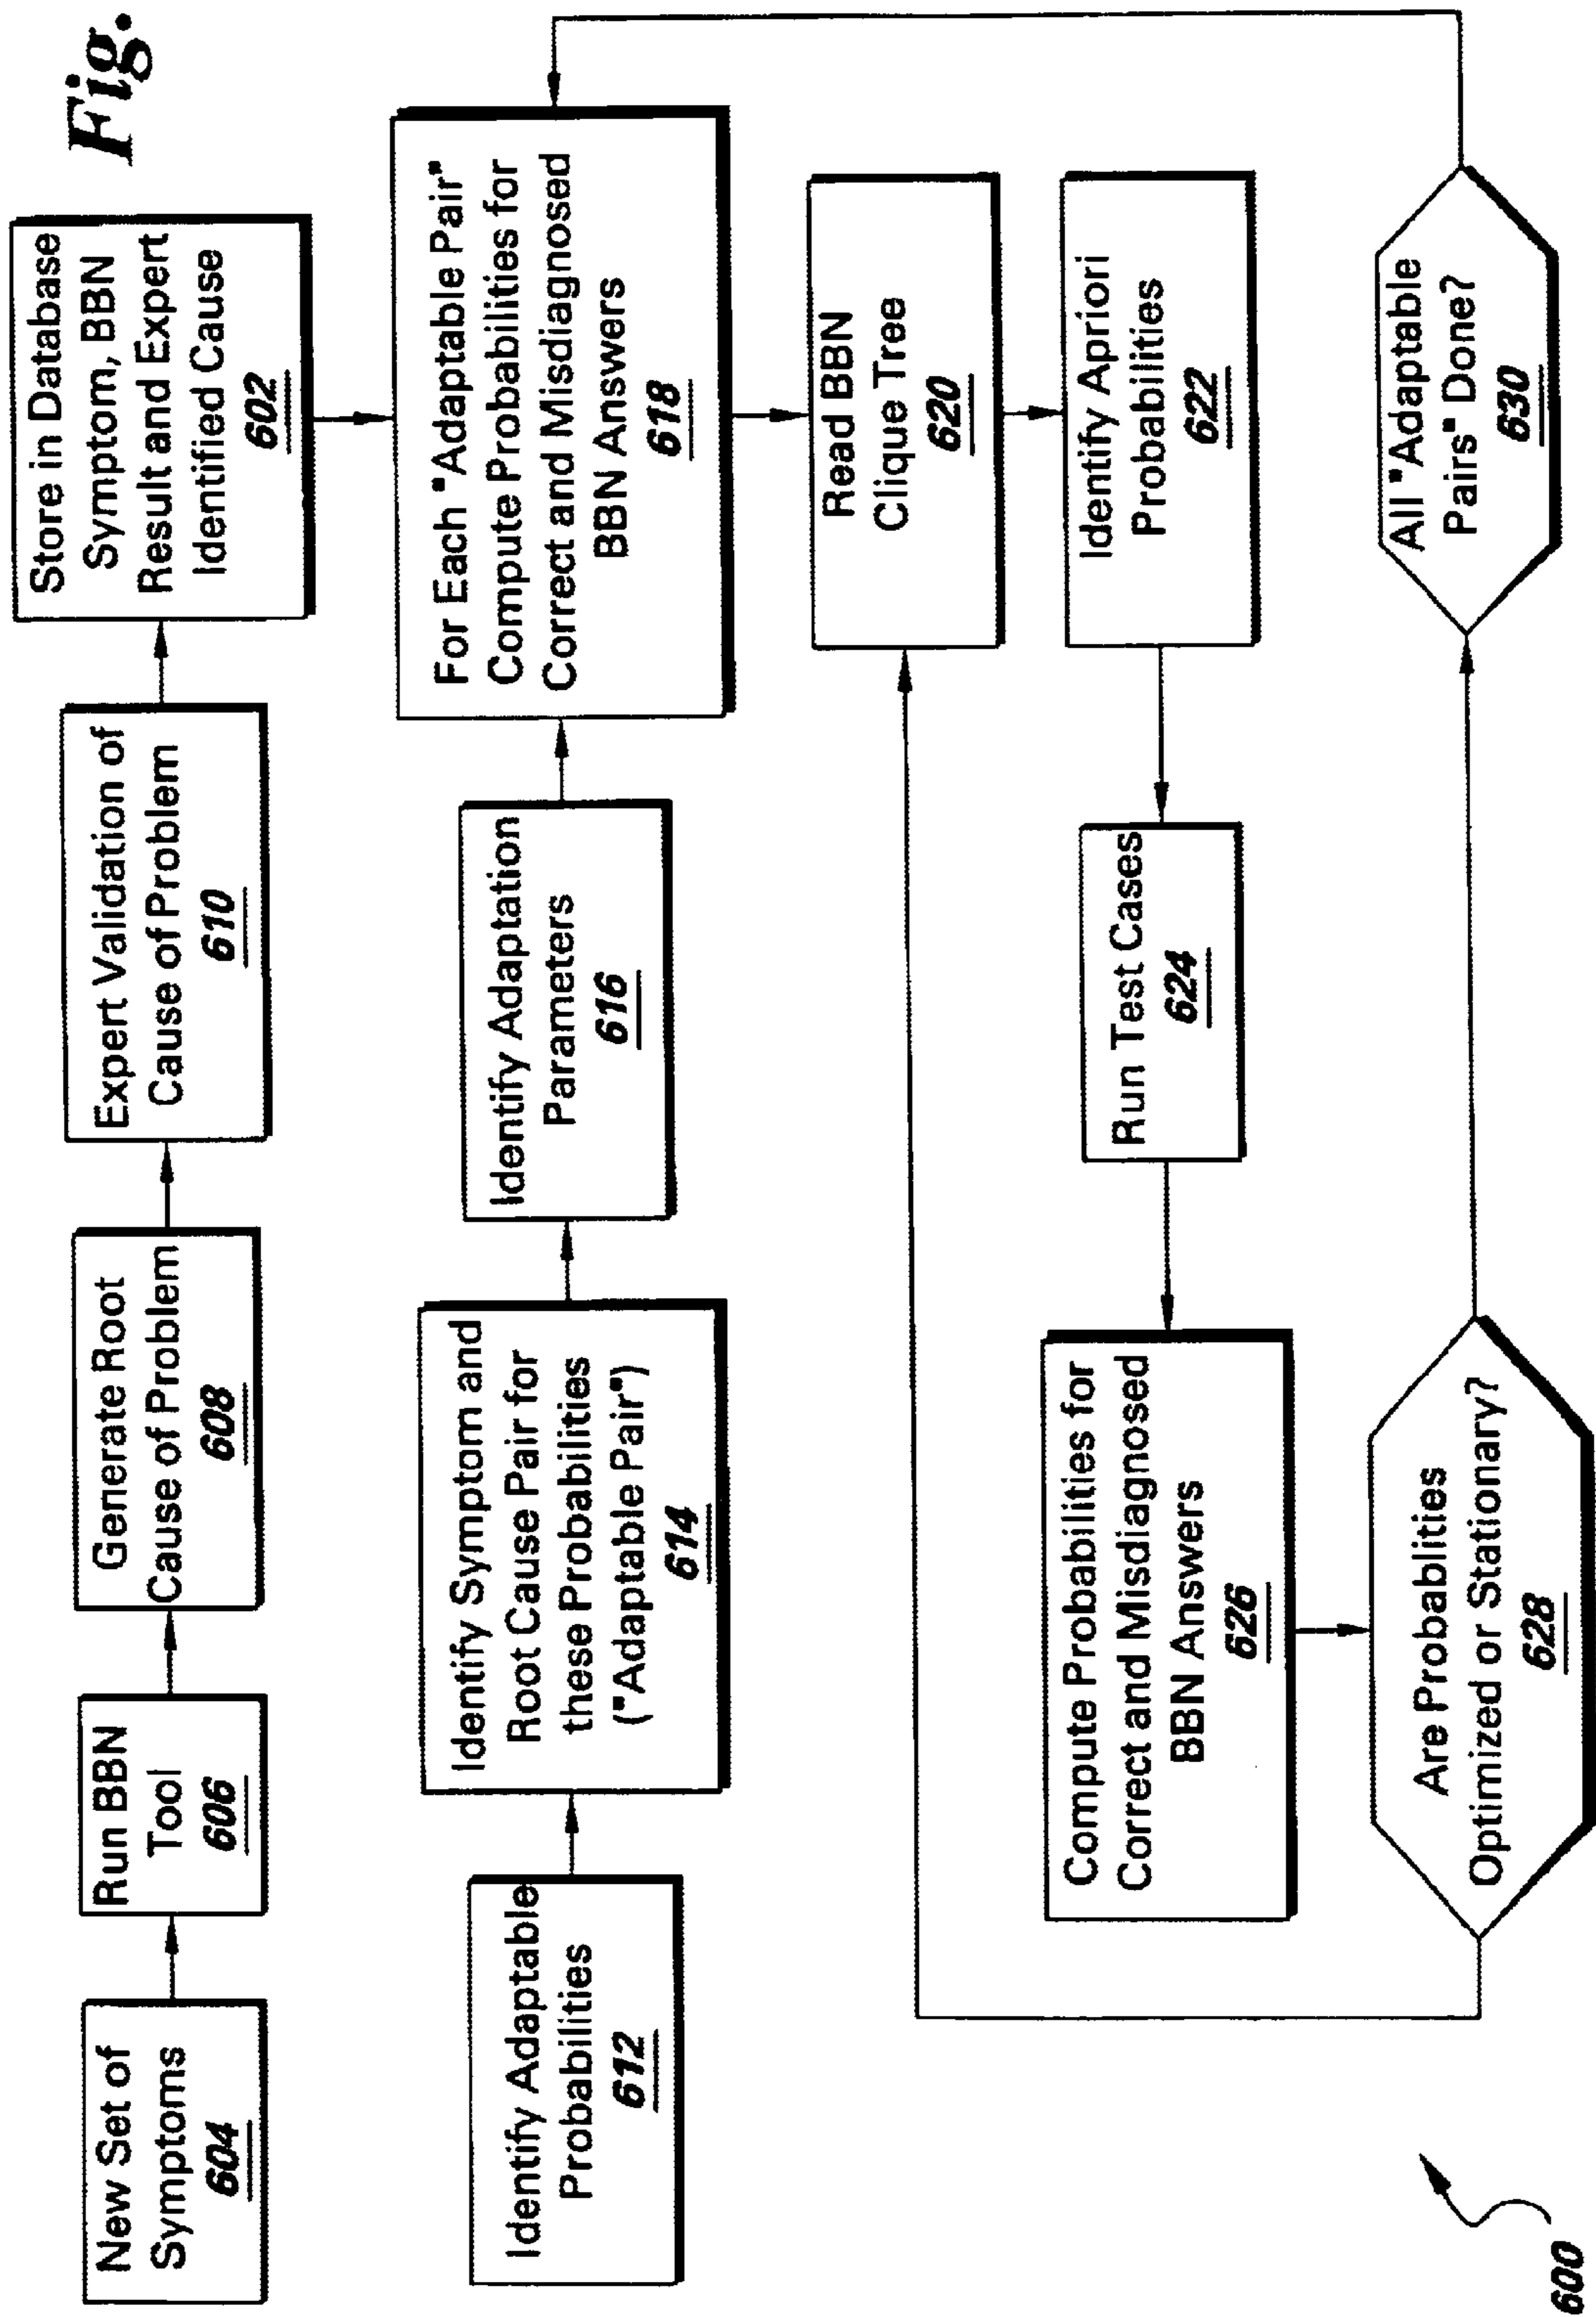 Fig.
New Set of
Symptoms
604
Run BBN
Tool
606
Generate Root
Cause of Problem
608
Expert Validation of
Cause of Problem
610
Store in Database
Symptom, BBN
Result and Expert
Identified Cause
602
Identify Adaptable
Probabilities
612
Identify Symptom and
Root Cause Pair for
these Probabilities
("Adaptable Pair")
614
Identify Adaptation
Parameters
616
For Each "Adaptable Pair"
Compute Probabilities for
Correct and Misdiagnosed
BBN Answers
618
Read BBN
Clique Tree
620
Identify Apriori
Probabilities
622
Run Test Cases
624
Compute Probabilities for
Correct and Misdiagnosed
BBN Answers
626
Are Probablities
Optimized or Stationary?
628
All "Adaptable
Pairs" Done?
630
600